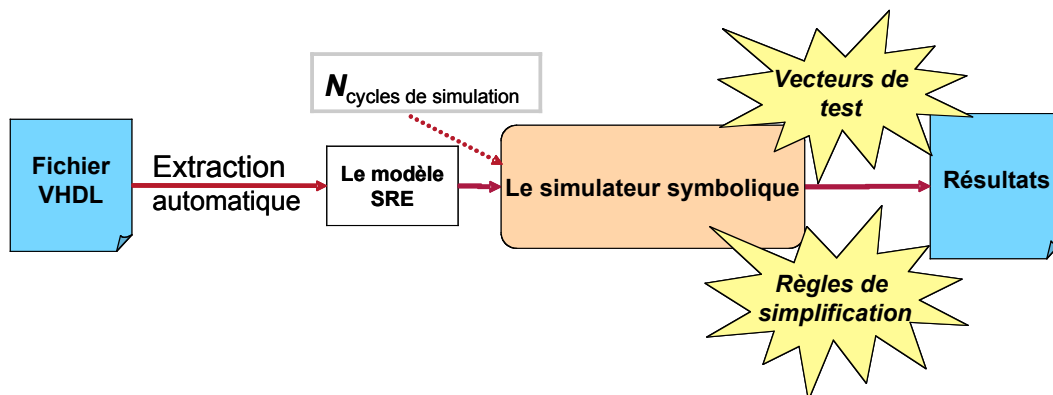 N cycles de simulation
Vecteurs de
test
Fichier
VHDL
Extraction
automatique
Le modèle
SRE
Le simulateur symbolique
Résultats
Règles de
simplification